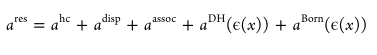 a^res = a^hc + a^disp + a^assoc + a^DH(ϵ(x)) + a^Born(ϵ(x))